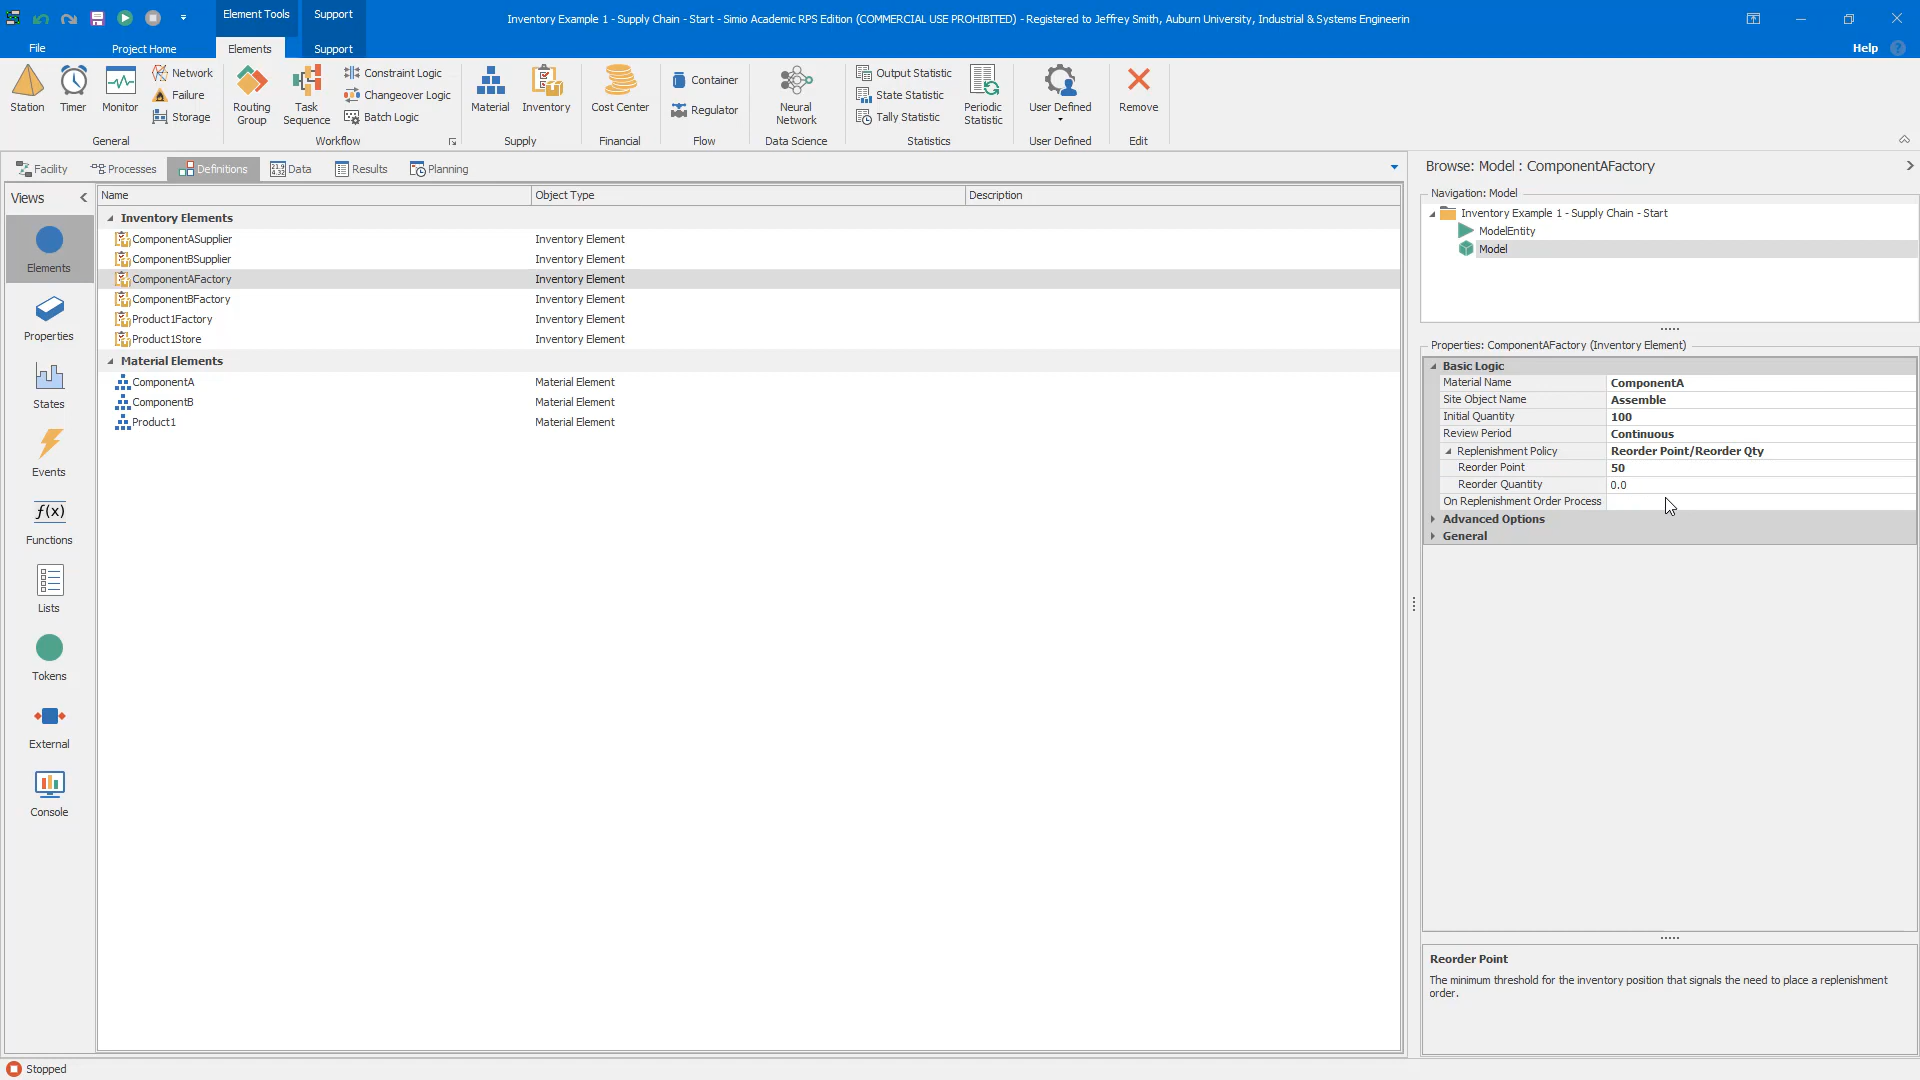 Element Tools
Support
Inventory Example 1 - Supply Chain - Start - Simio Academic RPS Edition (COMMERCIAL USE PROHIBITED) - Registered to Jeffrey Smith, Auburn University, Industrial & Systems Engineerin
File
Project Home
Elements
Support
Help
Station
Timer
Monitor
Network
Failure
Storage
General
Routing Group
Task Sequence
Constraint Logic
Changeover Logic
Batch Logic
Workflow
Material
Inventory
Supply
Cost Center
Financial
Container
Regulator
Flow
Neural Network
Data Science
Output Statistic
State Statistic
Tally Statistic
Periodic Statistic
Statistics
User Defined
User Defined
Remove
Edit
Facility
Processes
Definitions
Data
Results
Planning
Views
Elements
Properties
States
Events
f(x)
Functions
Lists
Tokens
External
Console
Name Object Type Description
Inventory Elements
ComponentASupplier Inventory Element
ComponentBSupplier Inventory Element
ComponentAFactory Inventory Element
ComponentBFactory Inventory Element
Product1Factory Inventory Element
Product1Store Inventory Element
Material Elements
ComponentA Material Element
ComponentB Material Element
Product1 Material Element
Browse: Model : ComponentAFactory
Navigation: Model
Inventory Example 1 - Supply Chain - Start
ModelEntity
Model
Properties: ComponentAFactory (Inventory Element)
Basic Logic
Material Name ComponentA
Site Object Name Assemble
Initial Quantity 100
Review Period Continuous
Replenishment Policy Reorder Point/Reorder Qty
Reorder Point 50
Reorder Quantity 0.0
On Replenishment Order Process
Advanced Options
General
Reorder Point
The minimum threshold for the inventory position that signals the need to place a replenishment
order.
Stopped